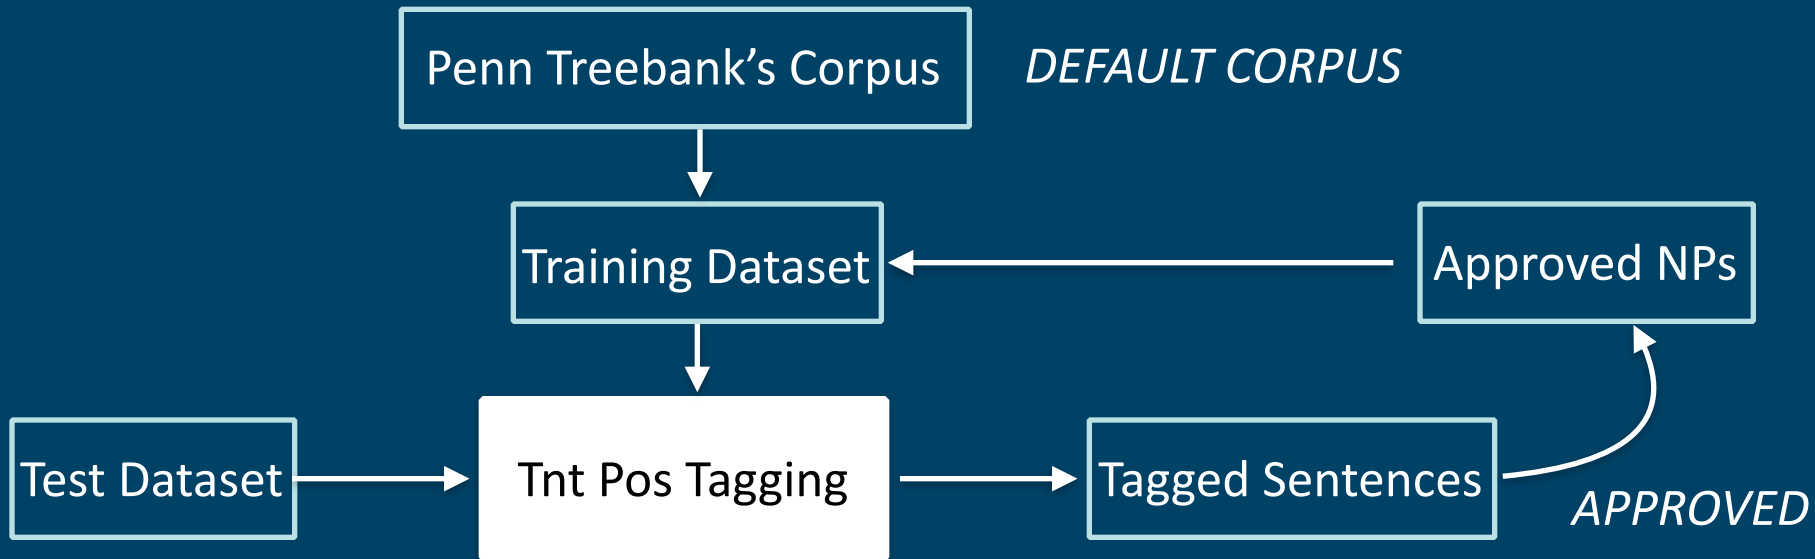 Penn Treebank’s Corpus
DEFAULT CORPUS
Training Dataset
Approved NPs
Test Dataset
Tnt Pos Tagging
Tagged Sentences
APPROVED